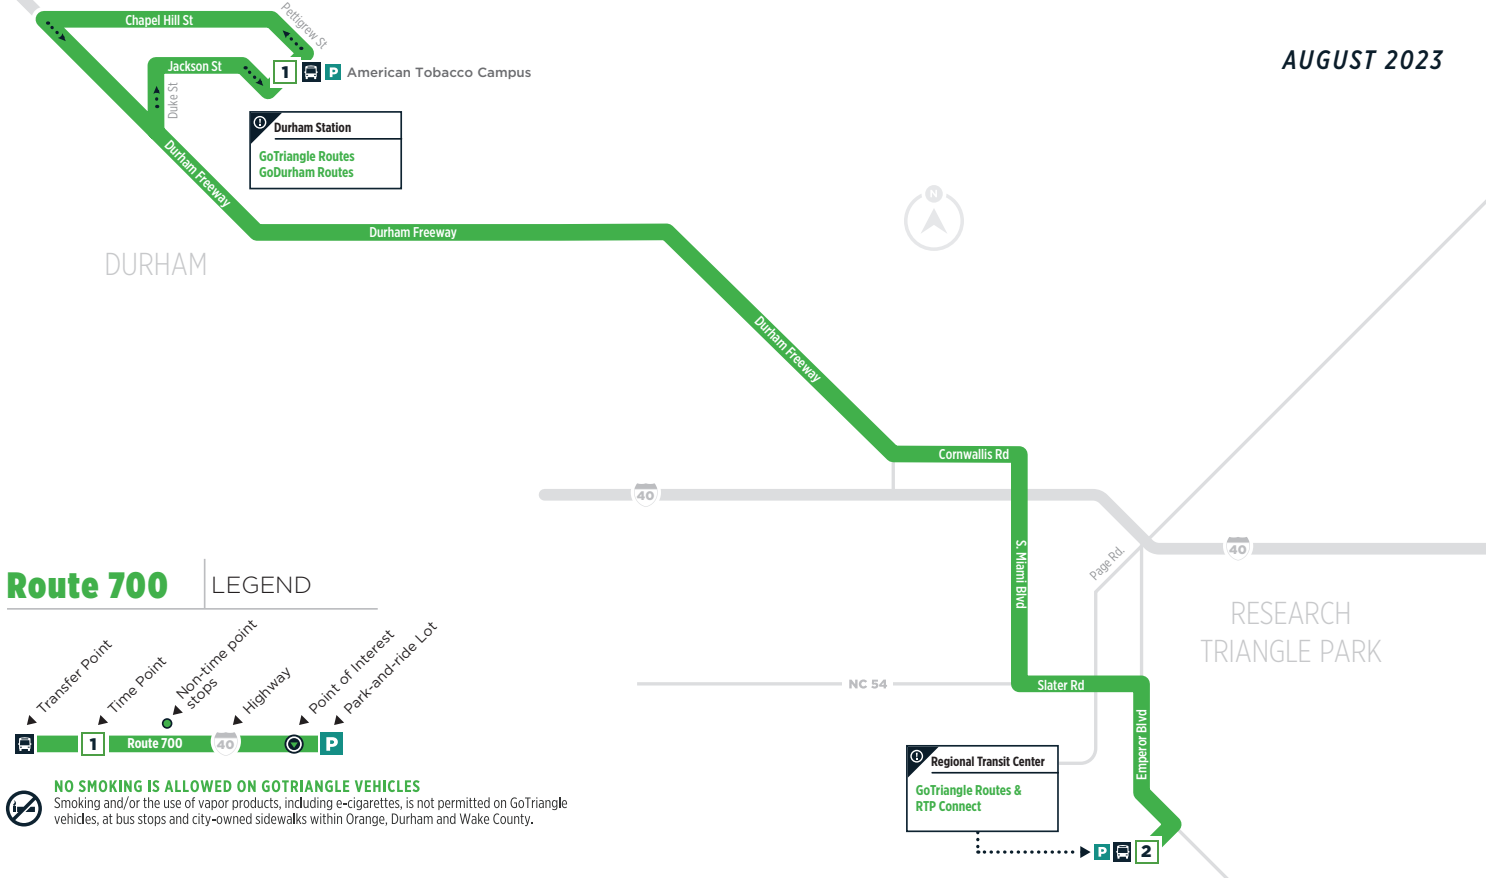 Chapel Hill St
Pettigrew St
AUGUST 2023
Jackson St
1
P
American Tobacco Campus
Duke St
Durham Station
GoTriangle Routes
GoDurham Routes
Durham Freeway
Durham Freeway
N
DURHAM
Durham Freeway
Cornwallis Rd
40
S. Miami Blvd
Page Rd.
40
RESEARCH
TRIANGLE PARK
NC 54
Slater Rd
Emperor Blvd
Regional Transit Center
GoTriangle Routes &
RTP Connect
P
2
Route 700
LEGEND
Transfer Point
Time Point
Non-time point
stops
Highway
Point of Interest
Park-and-ride Lot
1
Route 700
40
P
NO SMOKING IS ALLOWED ON GOTRIANGLE VEHICLES
Smoking and/or the use of vapor products, including e-cigarettes, is not permitted on GoTriangle
vehicles, at bus stops and city-owned sidewalks within Orange, Durham and Wake County.